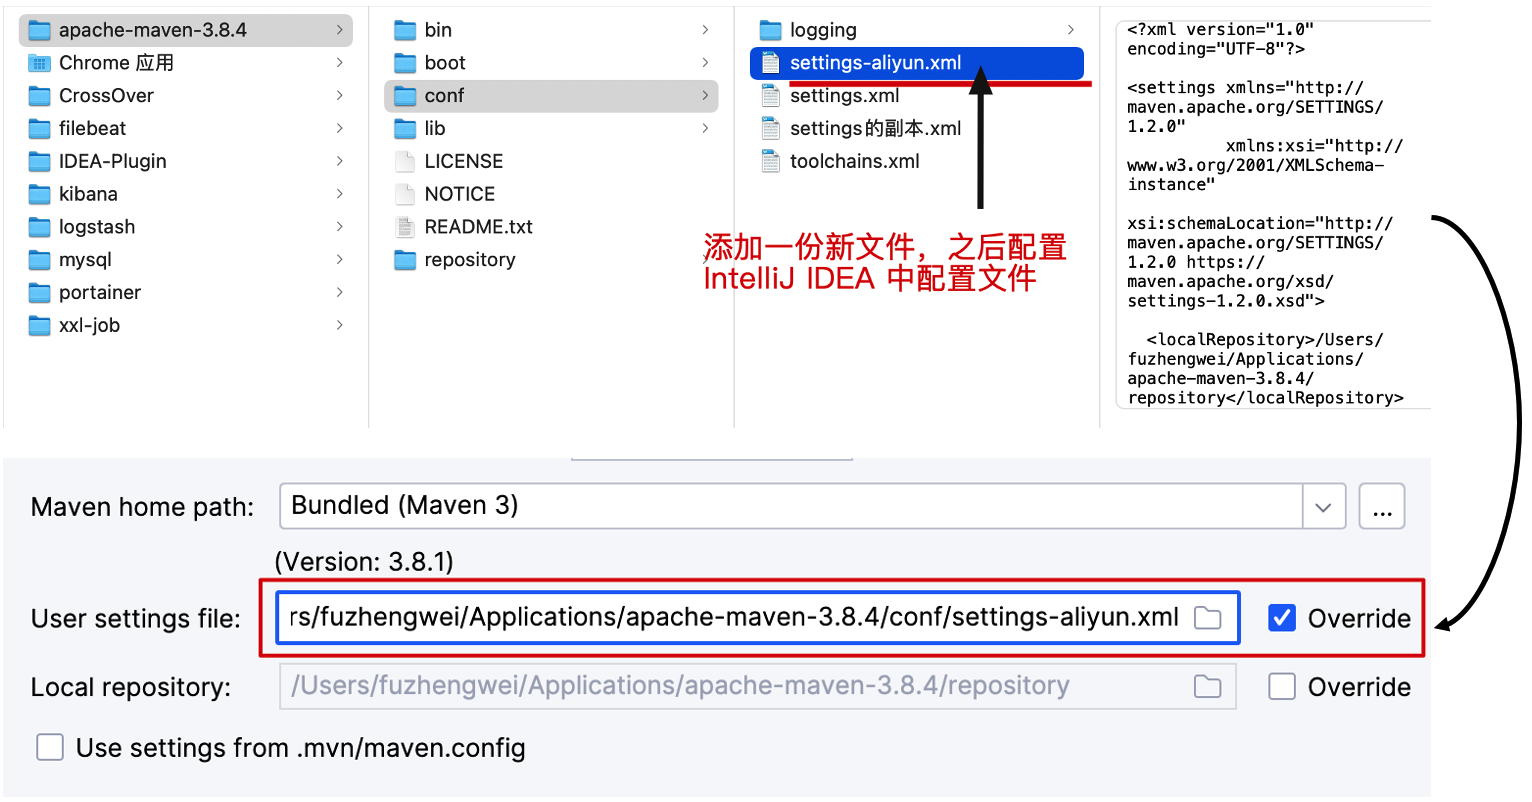 apache-maven-3.8.4
Chrome 应用
CrossOver
filebeat
IDEA-Plugin
kibana
logstash
mysql
portainer
xxl-job
bin
boot
conf
lib
LICENSE
NOTICE
README.txt
repository
logging
settings-aliyun.xml
settings.xml
settings的副本.xml
toolchains.xml
添加一份新文件，之后配置
IntelliJ IDEA 中配置文件
<?xml version="1.0"
encoding="UTF-8"?>
<settings xmlns="http://
maven.apache.org/SETTINGS/
1.2.0"
xmlns:xsi="http://
www.w3.org/2001/XMLSchema-
instance"
xsi:schemaLocation="http://
maven.apache.org/SETTINGS/
1.2.0 https://
maven.apache.org/xsd/
settings-1.2.0.xsd">
<localRepository>/Users/
fuzhengwei/Applications/
apache-maven-3.8.4/
repository</localRepository>
Maven home path:
Bundled (Maven 3)
...
(Version: 3.8.1)
User settings file:
rs/fuzhengwei/Applications/apache-maven-3.8.4/conf/settings-aliyun.xml
Override
Local repository:
/Users/fuzhengwei/Applications/apache-maven-3.8.4/repository
Override
Use settings from .mvn/maven.config